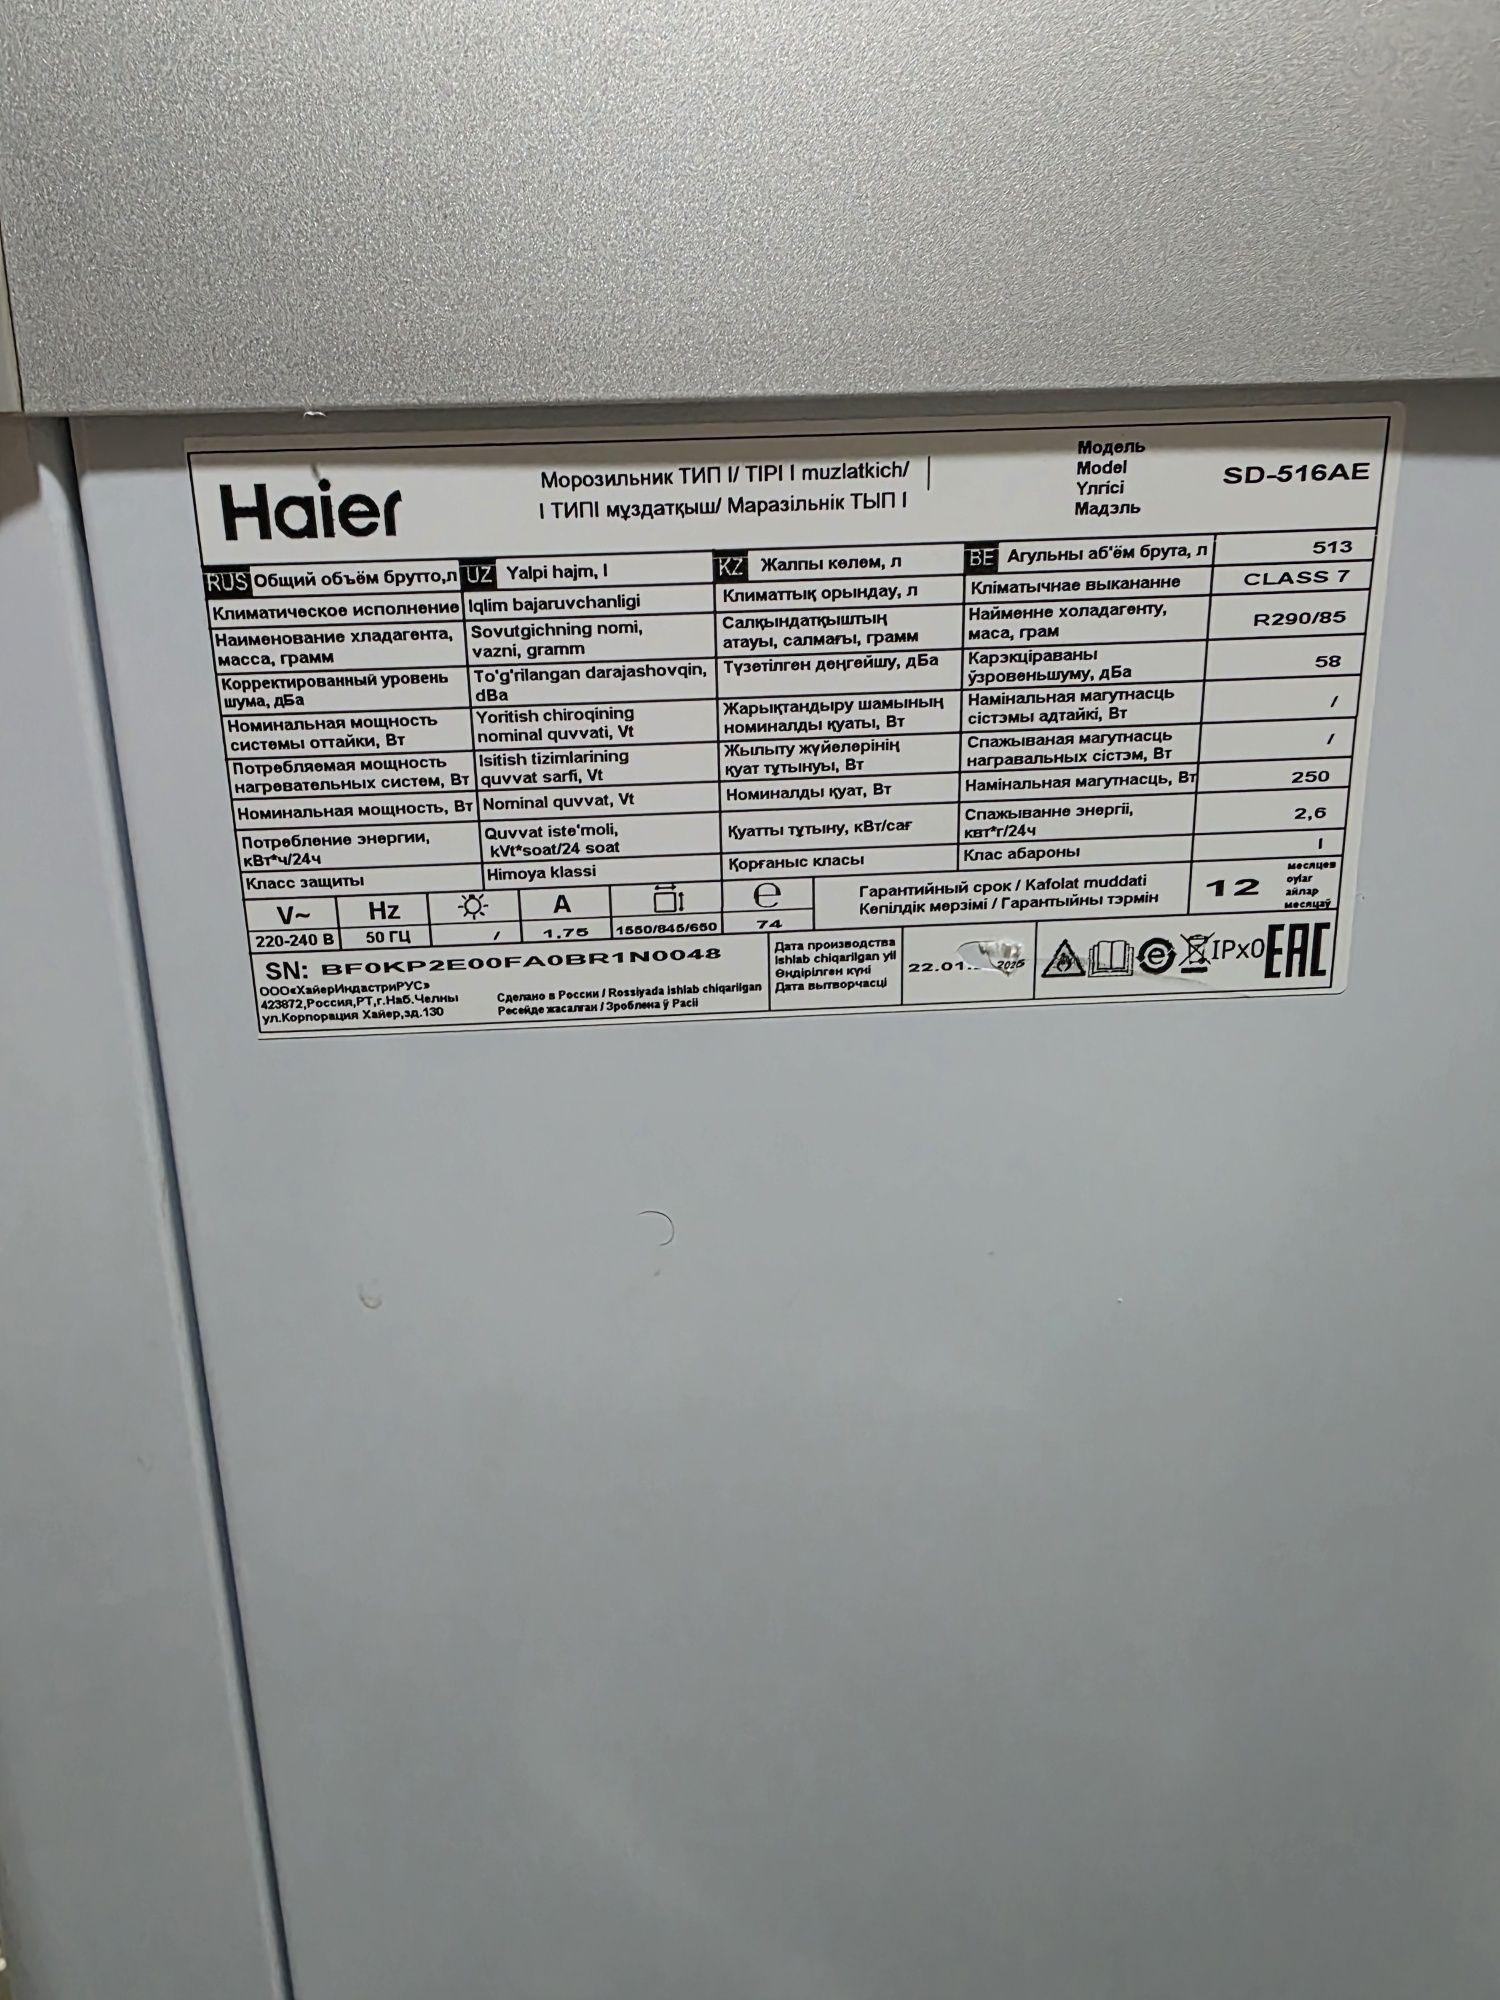 Haier
Морозильник ТИП I/ TIPI I muzlatkich/
I ТИПI мұздатқыш/ Маразільнік ТЫП I
Модель
Model
Үлгісі
Мадэль
SD-516AE
RUS Общий объём брутто,л UZ Yalpi hajm, l KZ Жалпы көлем, л BE Агульны аб'ём брута, л 513
Климатическое исполнение Iqlim bajaruvchanligi Климаттық орындау, л Кліматычнае выкананне CLASS 7
Наименование хладагента, Sovutgichning nomi, Салқындатқыштың Найменне холадагенту, R290/85
масса, грамм vazni, gramm атауы, салмағы, грамм маса, грам
Корректированный уровень To'g'rilangan darajashovqin, Түзетілген деңгейшу, дБа Карэкціраваны 58
шума, дБа dBa ўзровеньшуму, дБа
Номинальная мощность Yoritish chiroqining Жарықтандыру шамының Намінальная магутнасць /
системы оттайки, Вт nominal quvvati, Vt номиналды қуаты, Вт сістэмы адтайкі, Вт
Потребляемая мощность Isitish tizimlarining Жылыту жүйелерінің Спажываная магутнасць /
нагревательных систем, Вт quvvat sarfi, Vt қуат тұтынуы, Вт награвальных сістэм, Вт
Номинальная мощность, Вт Nominal quvvat, Vt Номиналды қуат, Вт Намінальная магутнасць, Вт 250
Потребление энергии, Quvvat iste'moli, Қуатты тұтыну, кВт/сағ Спажыванне энергіі, 2,6
кВт*ч/24ч kVt*soat/24 soat квт*г/24ч
Класс защиты Himoya klassi Қорғаныс класы Клас абароны I
V~ Hz A e
220-240 В 50 ГЦ / 1.75 1550/845/650 74
Гарантийный срок / Kafolat muddati
Кепілдік мерзімі / Гарантыйны тэрмін
12
месяцев
oylar
айлар
месяцаў
SN: BF0KP2E00FA0BR1N0048
ООО«ХайерИндастриРУС»
423872,Россия,РТ,г.Наб.Челны
ул.Корпорация Хайер,зд.130
Сделано в России / Rossiyada ishlab chiqarilgan
Ресейде жасалған / Зроблена ў Расіі
Дата производства
Ishlab chiqarilgan yil
Өндірілген күні
Дата вытворчасці
22.01. 2025
e IPx0 EAC